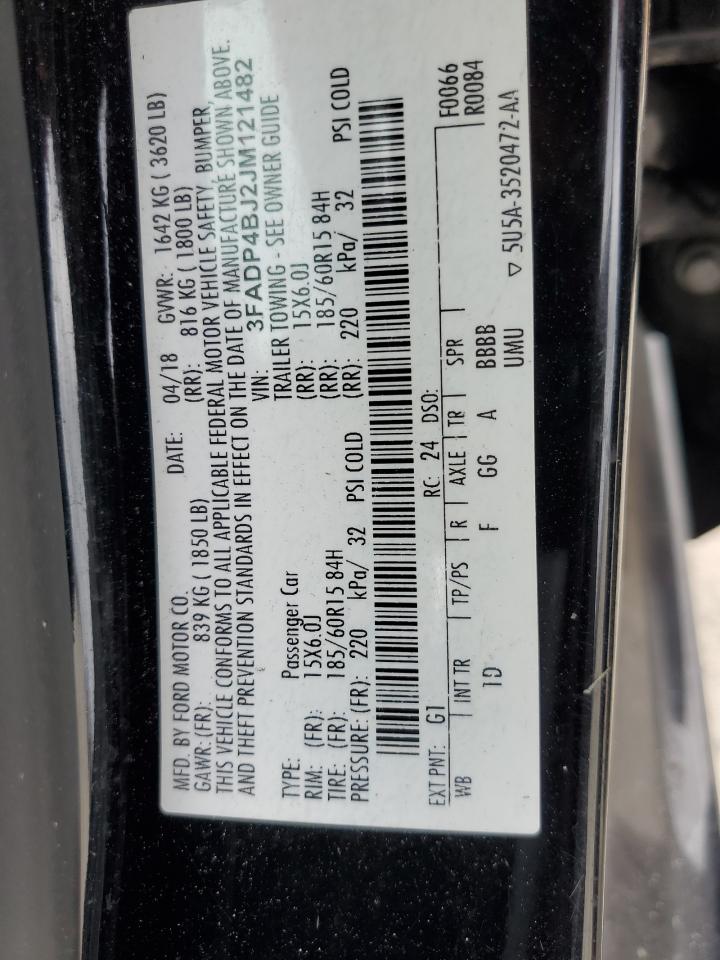 MFD. BY FORD MOTOR CO. DATE: 04/18 GVWR: 1642 KG ( 3620 LB)
GAWR: (FR): 839 KG ( 1850 LB) (RR): 816 KG ( 1800 LB)
THIS VEHICLE CONFORMS TO ALL APPLICABLE FEDERAL MOTOR VEHICLE SAFETY, BUMPER,
AND THEFT PREVENTION STANDARDS IN EFFECT ON THE DATE OF MANUFACTURE SHOWN ABOVE.
VIN: 3FADP4BJ2JM121482
TYPE: Passenger Car TRAILER TOWING - SEE OWNER GUIDE
RIM: (FR): 15X6.0J (RR): 15X6.0J
TIRE: (FR): 185/60R15 84H (RR): 185/60R15 84H
PRESSURE: (FR): 220 kPa/ 32 PSI COLD (RR): 220 kPa/ 32 PSI COLD
EXT PNT: G1 RC: 24 DSO: F0066
WB INT TR TP/PS R AXLE TR SPR R0084
1D F GG A BBBB
UMU ▽ 5U5A-3520472-AA